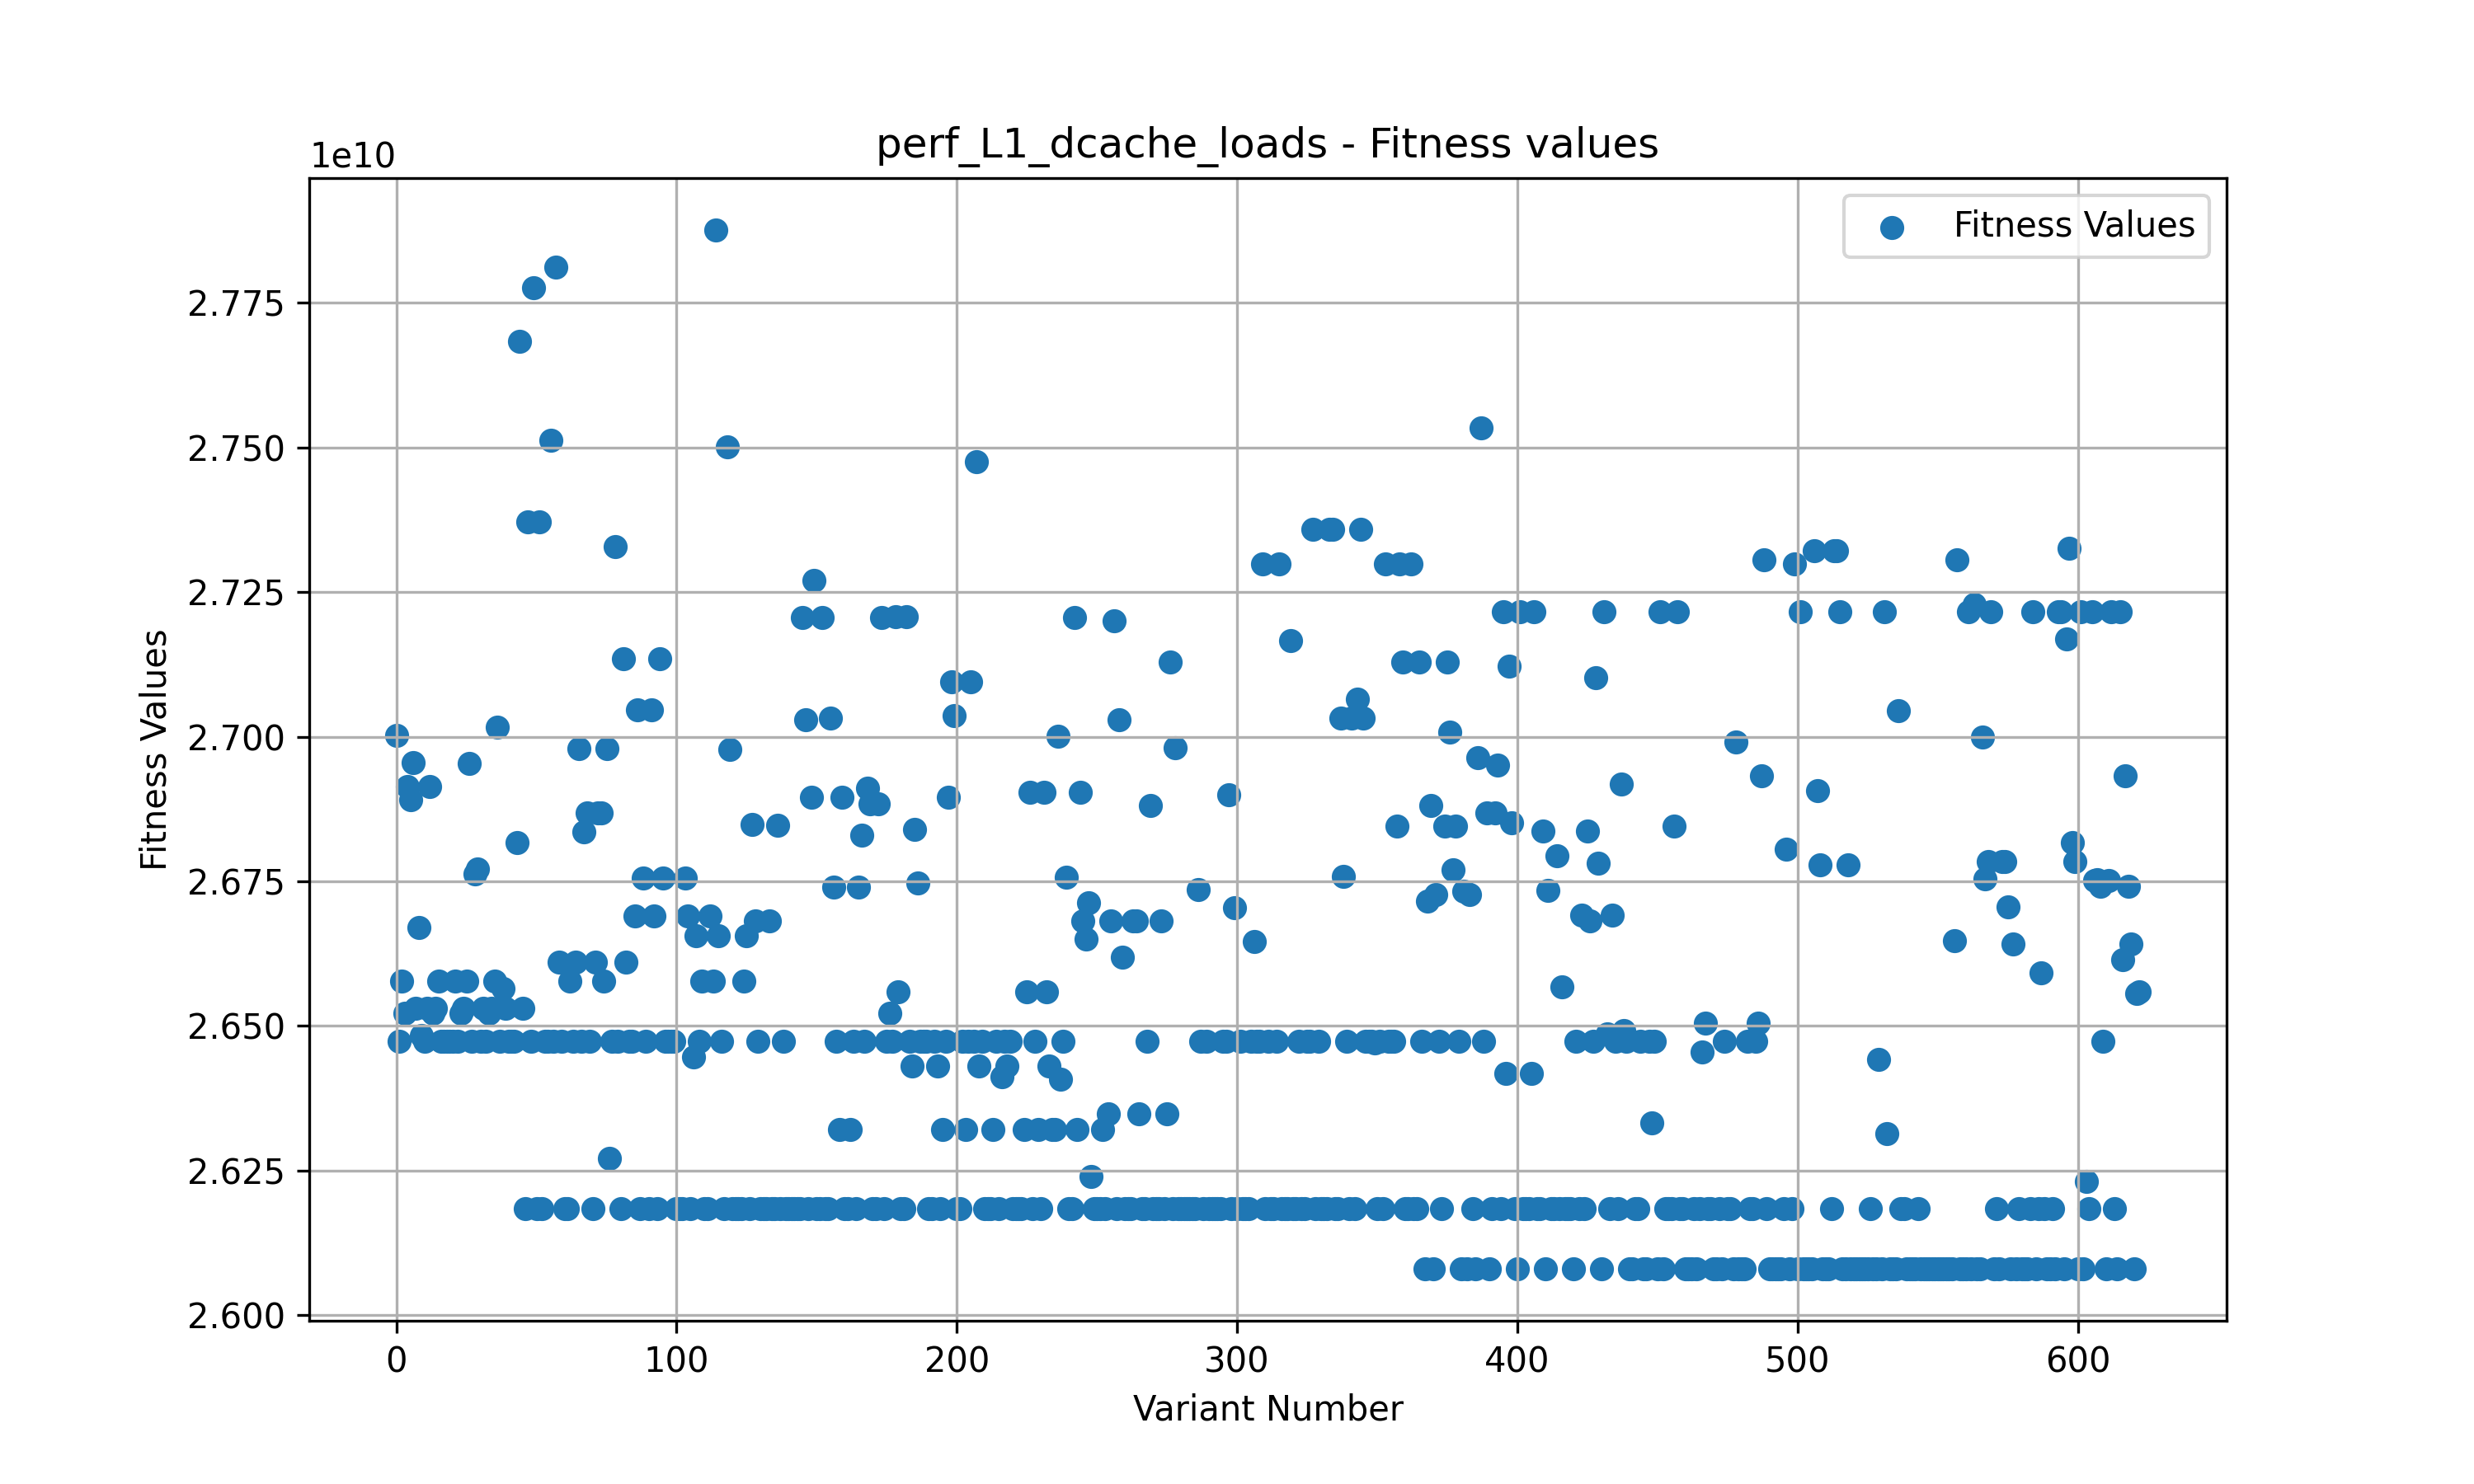 perf_L1_dcache_loads - Fitness values
1e10
Fitness Values
2.775
2.750
2.725
2.700
2.675
2.650
2.625
2.600
Fitness Values
0 100 200 300 400 500 600
Variant Number